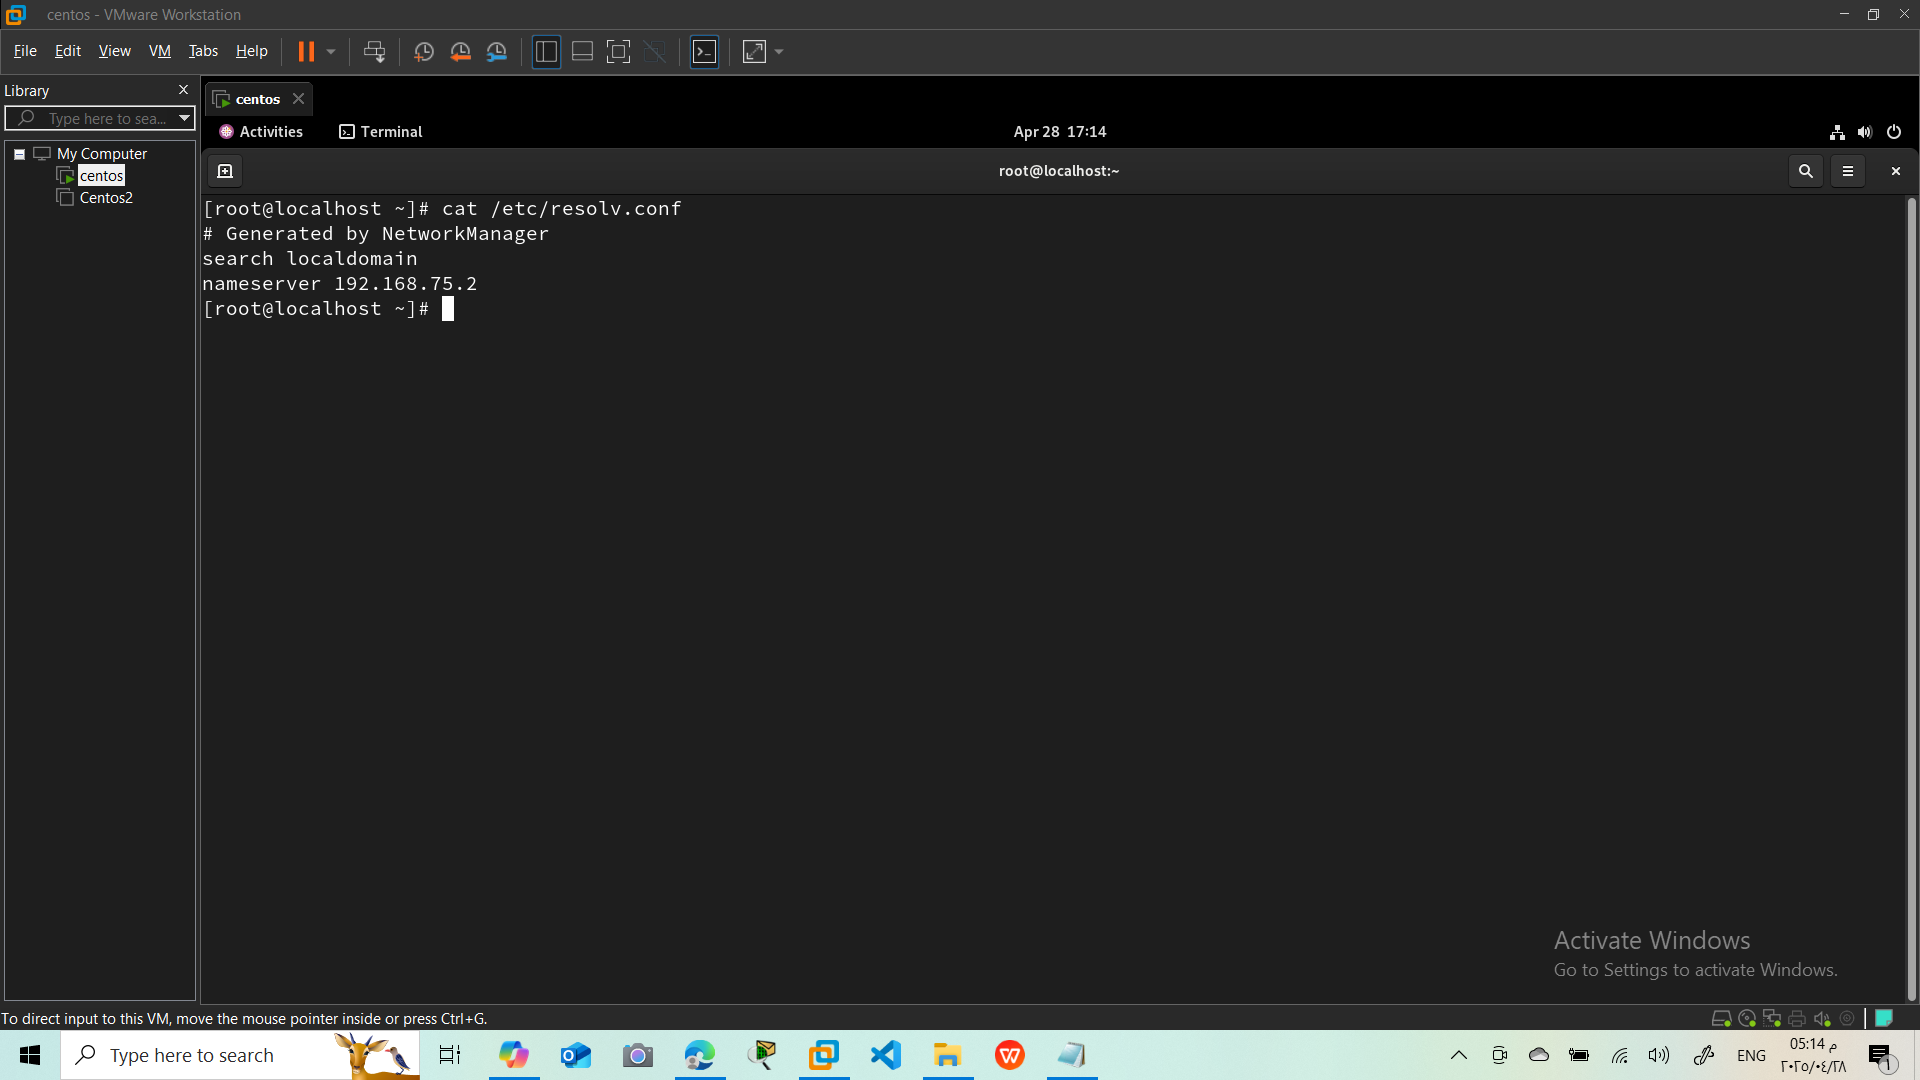 centos - VMware Workstation
File Edit View VM Tabs Help
Library
Type here to sea...
My Computer
centos
Centos2
centos
Activities Terminal Apr 28 17:14
root@localhost:~
[root@localhost ~]# cat /etc/resolv.conf
# Generated by NetworkManager
search localdomain
nameserver 192.168.75.2
[root@localhost ~]#
Activate Windows
Go to Settings to activate Windows.
To direct input to this VM, move the mouse pointer inside or press Ctrl+G.
Type here to search
ENG
05:14 م
٢٠٢٥/٠٤/٢٨
١